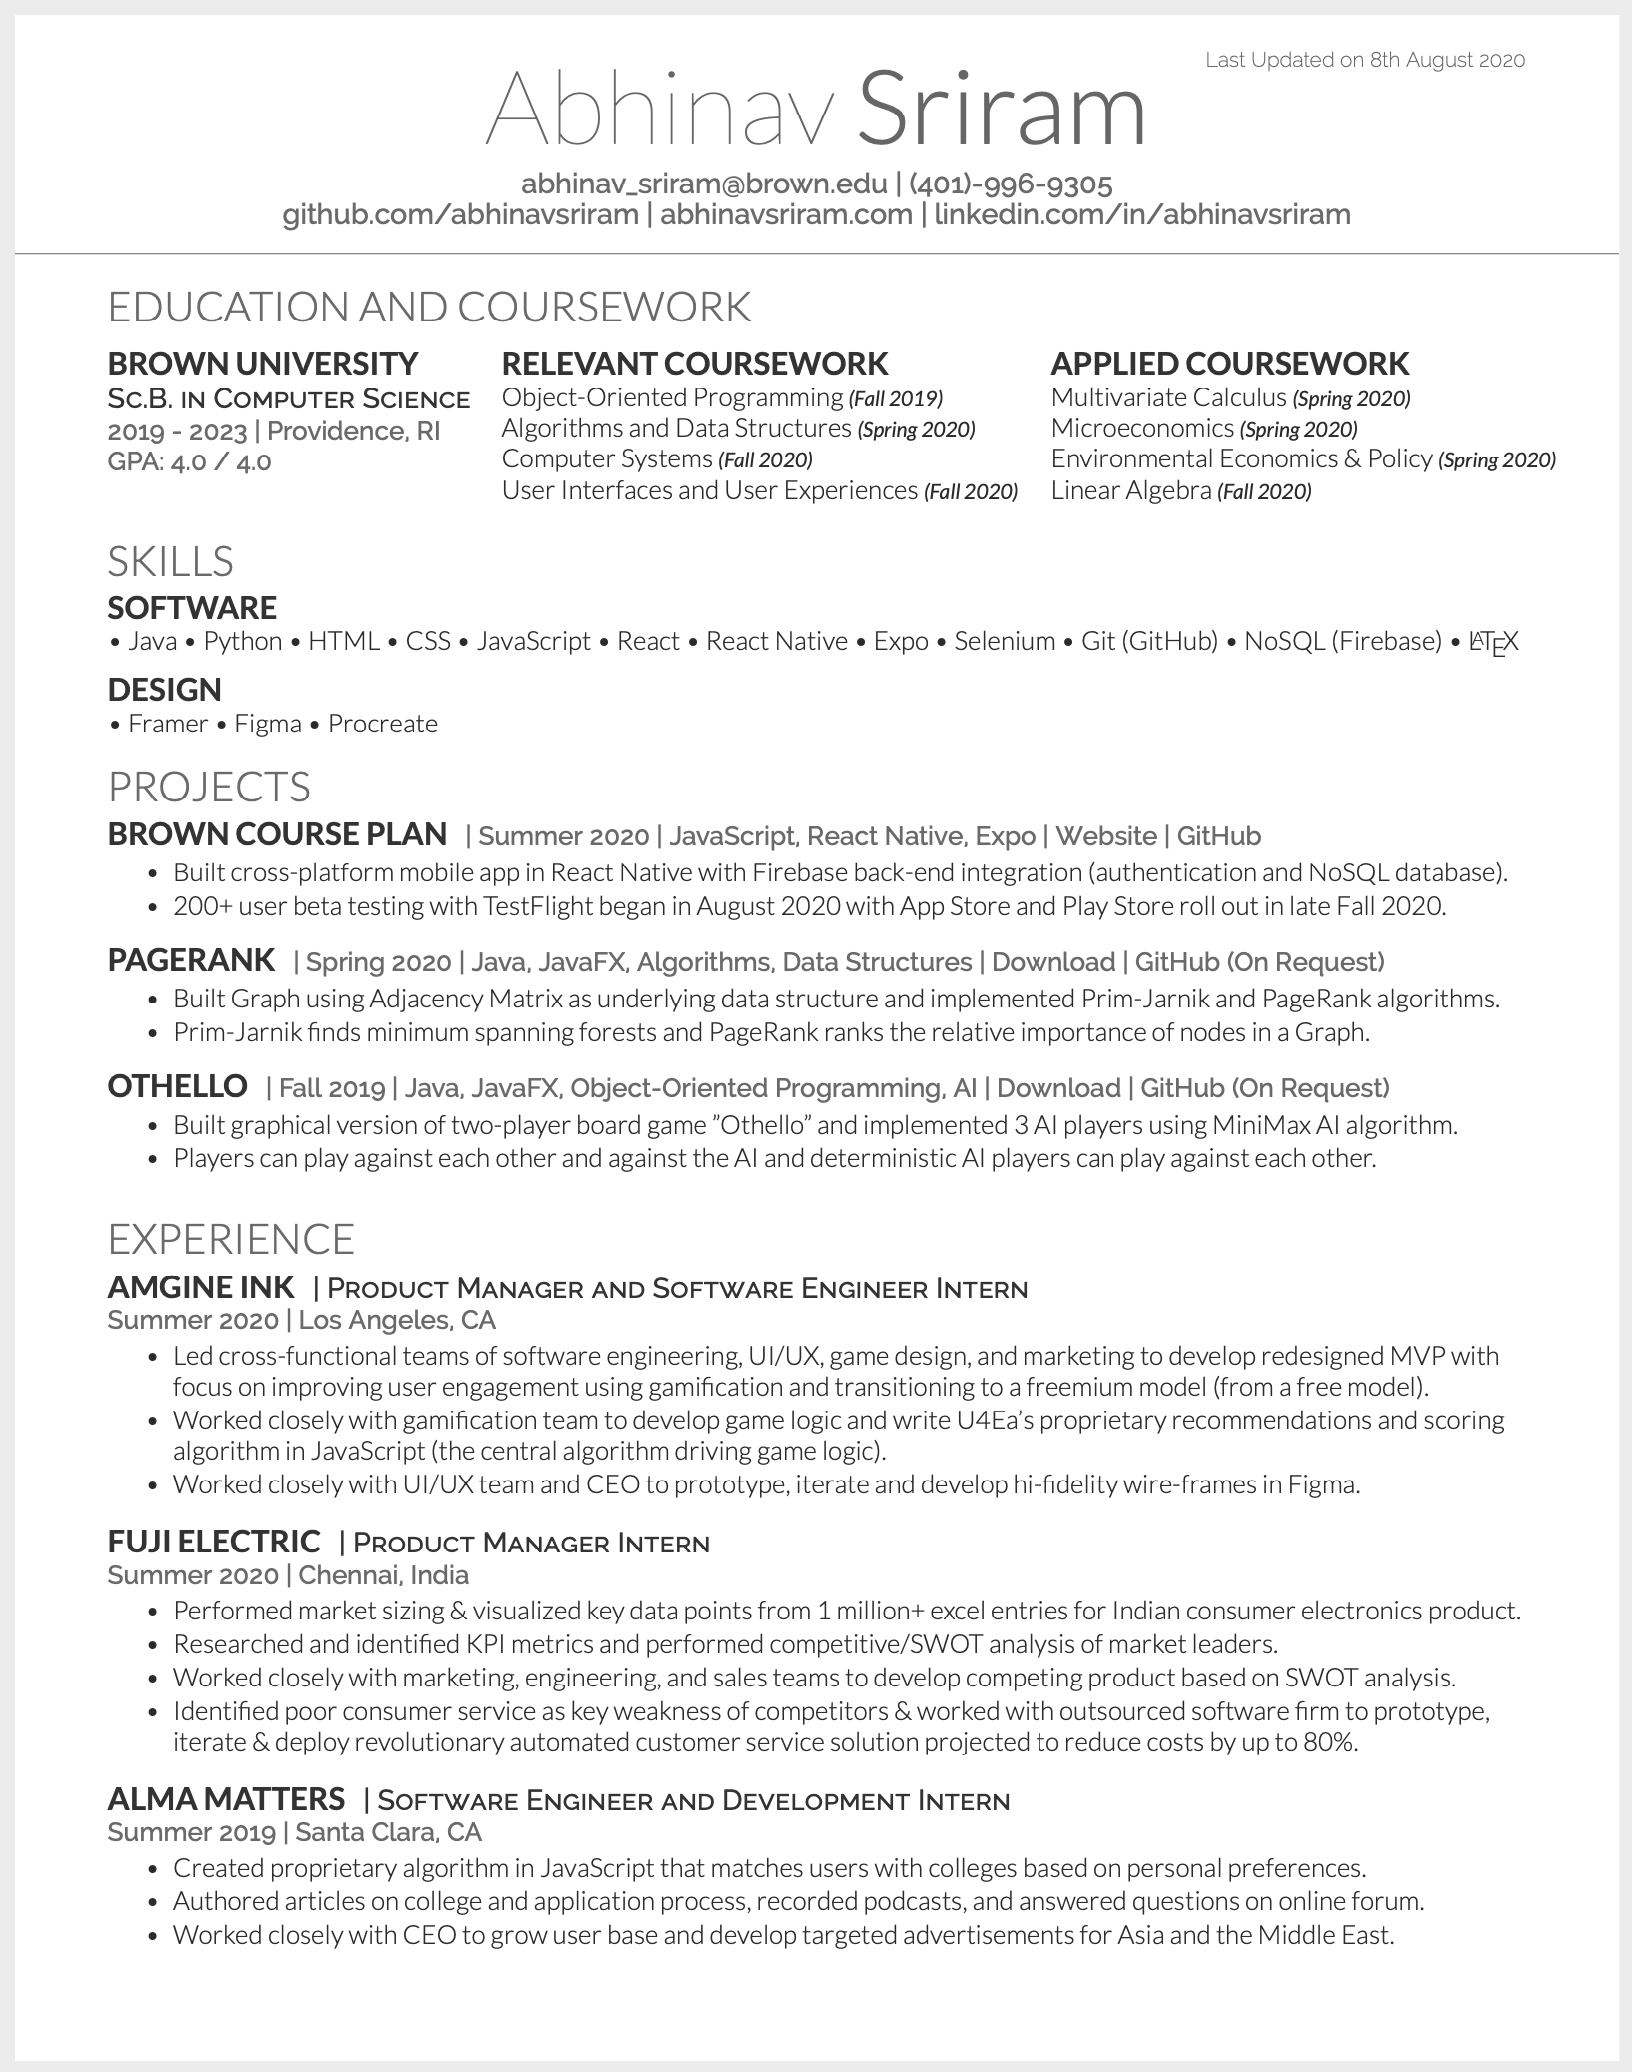 Last Updated on 8th August 2020
Abhinav Sriram
abhinav_sriram@brown.edu | (401)-996-9305
github.com/abhinavsriram | abhinavsriram.com | linkedin.com/in/abhinavsriram
EDUCATION AND COURSEWORK
BROWN UNIVERSITY
Sc.B. in Computer Science
2019 - 2023 | Providence, RI
GPA: 4.0 / 4.0
RELEVANT COURSEWORK
Object-Oriented Programming (Fall 2019)
Algorithms and Data Structures (Spring 2020)
Computer Systems (Fall 2020)
User Interfaces and User Experiences (Fall 2020)
APPLIED COURSEWORK
Multivariate Calculus (Spring 2020)
Microeconomics (Spring 2020)
Environmental Economics & Policy (Spring 2020)
Linear Algebra (Fall 2020)
SKILLS
SOFTWARE
• Java • Python • HTML • CSS • JavaScript • React • React Native • Expo • Selenium • Git (GitHub) • NoSQL (Firebase) • LATEX
DESIGN
• Framer • Figma • Procreate
PROJECTS
BROWN COURSE PLAN | Summer 2020 | JavaScript, React Native, Expo | Website | GitHub
• Built cross-platform mobile app in React Native with Firebase back-end integration (authentication and NoSQL database).
• 200+ user beta testing with TestFlight began in August 2020 with App Store and Play Store roll out in late Fall 2020.
PAGERANK | Spring 2020 | Java, JavaFX, Algorithms, Data Structures | Download | GitHub (On Request)
• Built Graph using Adjacency Matrix as underlying data structure and implemented Prim-Jarnik and PageRank algorithms.
• Prim-Jarnik finds minimum spanning forests and PageRank ranks the relative importance of nodes in a Graph.
OTHELLO | Fall 2019 | Java, JavaFX, Object-Oriented Programming, AI | Download | GitHub (On Request)
• Built graphical version of two-player board game ”Othello” and implemented 3 AI players using MiniMax AI algorithm.
• Players can play against each other and against the AI and deterministic AI players can play against each other.
EXPERIENCE
AMGINE INK | Product Manager and Software Engineer Intern
Summer 2020 | Los Angeles, CA
• Led cross-functional teams of software engineering, UI/UX, game design, and marketing to develop redesigned MVP with
focus on improving user engagement using gamification and transitioning to a freemium model (from a free model).
• Worked closely with gamification team to develop game logic and write U4Ea’s proprietary recommendations and scoring
algorithm in JavaScript (the central algorithm driving game logic).
• Worked closely with UI/UX team and CEO to prototype, iterate and develop hi-fidelity wire-frames in Figma.
FUJI ELECTRIC | Product Manager Intern
Summer 2020 | Chennai, India
• Performed market sizing & visualized key data points from 1 million+ excel entries for Indian consumer electronics product.
• Researched and identified KPI metrics and performed competitive/SWOT analysis of market leaders.
• Worked closely with marketing, engineering, and sales teams to develop competing product based on SWOT analysis.
• Identified poor consumer service as key weakness of competitors & worked with outsourced software firm to prototype,
iterate & deploy revolutionary automated customer service solution projected to reduce costs by up to 80%.
ALMA MATTERS | Software Engineer and Development Intern
Summer 2019 | Santa Clara, CA
• Created proprietary algorithm in JavaScript that matches users with colleges based on personal preferences.
• Authored articles on college and application process, recorded podcasts, and answered questions on online forum.
• Worked closely with CEO to grow user base and develop targeted advertisements for Asia and the Middle East.